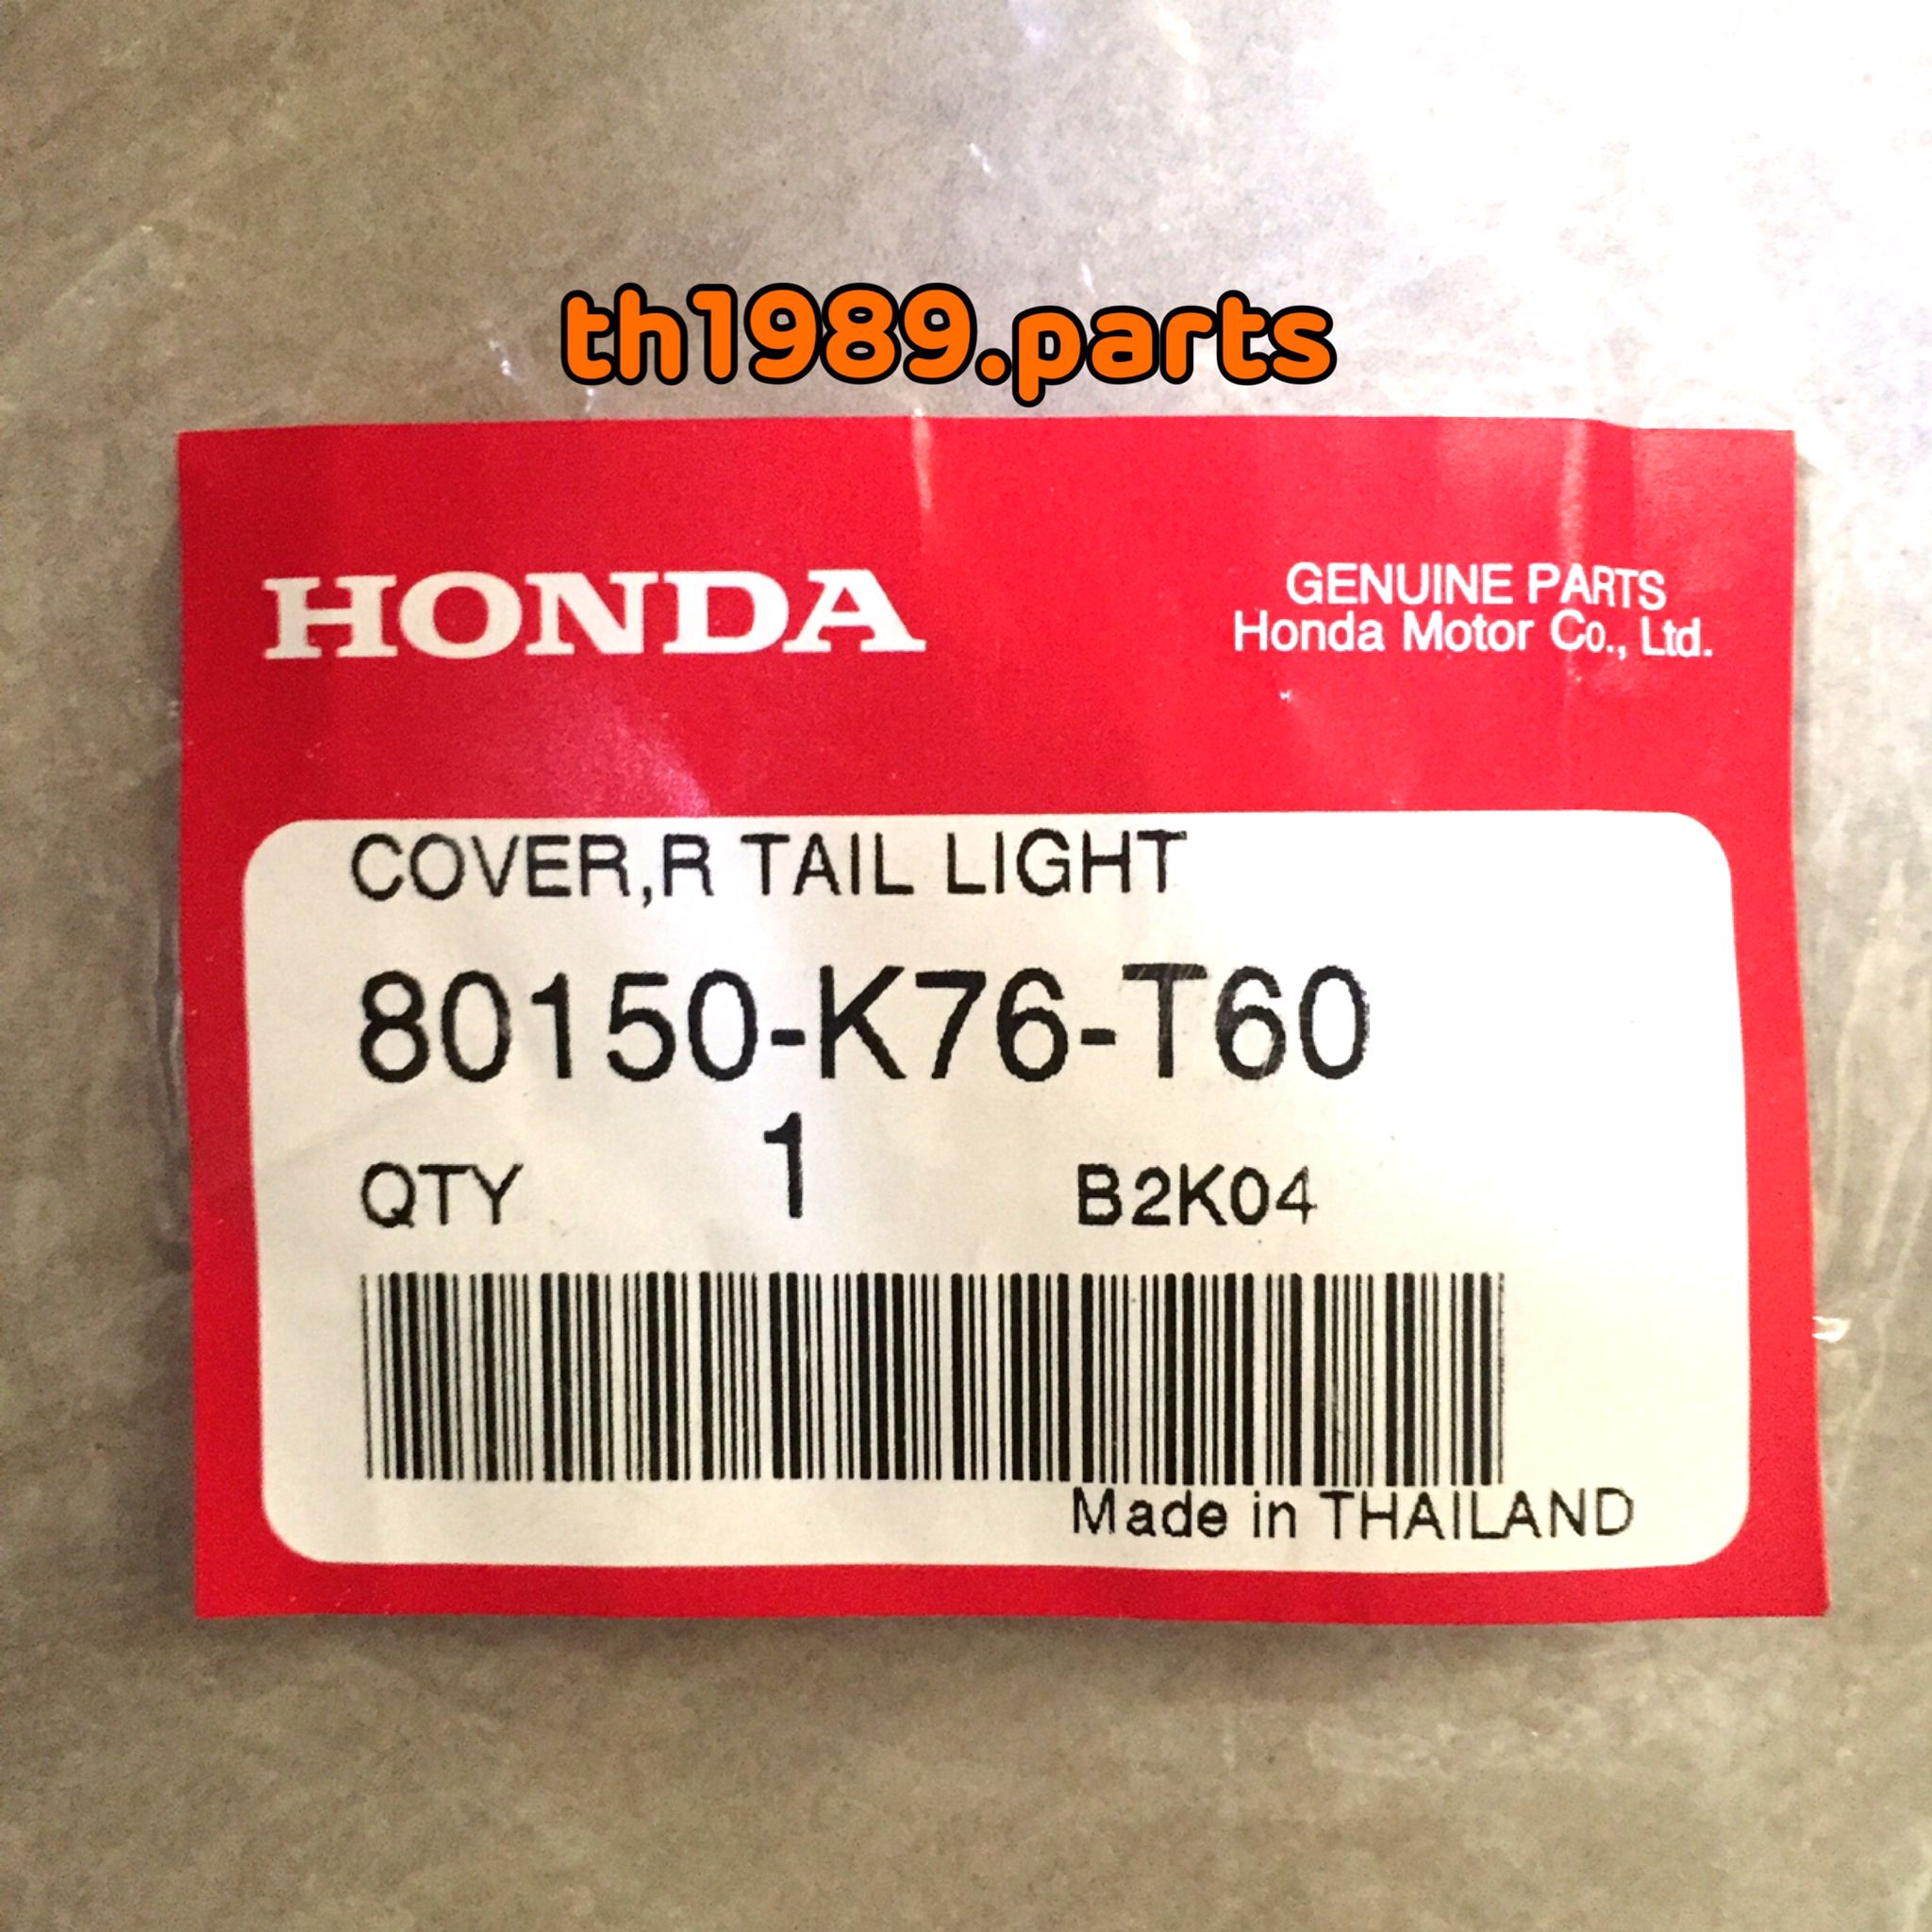 th1989.parts
HONDA
GENUINE PARTS
Honda Motor Co., Ltd.
COVER,R TAIL LIGHT
80150-K76-T60
QTY 1 B2K04
Made in THAILAND